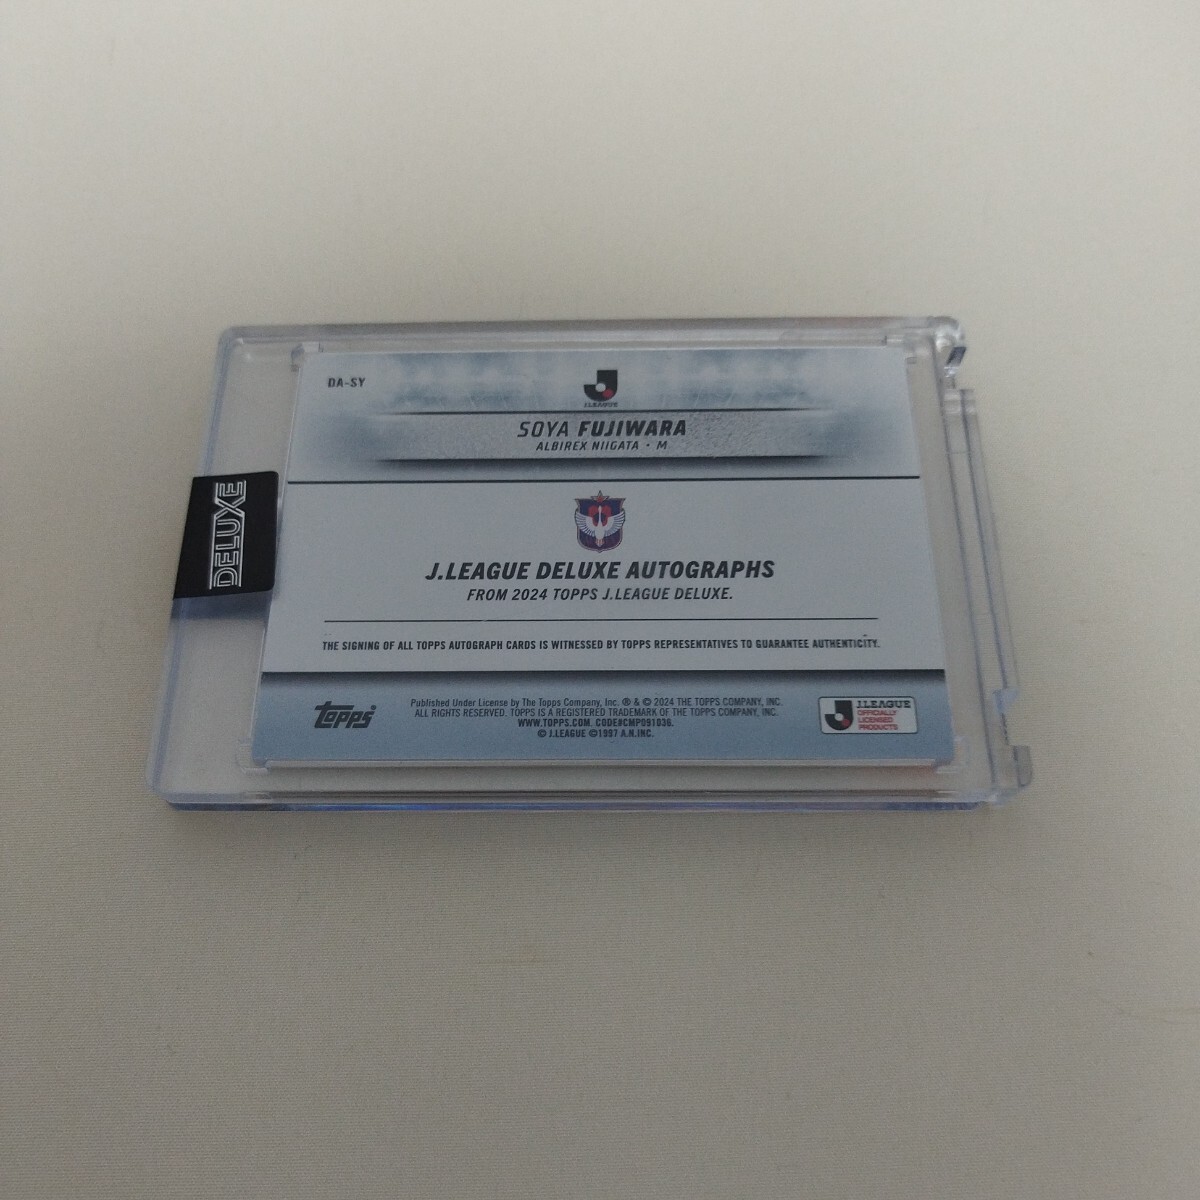 DELUXE
DA-SY
J.LEAGUE
SOYA FUJIWARA
ALBIREX NIIGATA · M
J.LEAGUE DELUXE AUTOGRAPHS
FROM 2024 TOPPS J.LEAGUE DELUXE.
THE SIGNING OF ALL TOPPS AUTOGRAPH CARDS IS WITNESSED BY TOPPS REPRESENTATIVES TO GUARANTEE AUTHENTICITY.
topps
Published Under License by The Topps Company, Inc. ® & © 2024 THE TOPPS COMPANY, INC.
ALL RIGHTS RESERVED. TOPPS IS A REGISTERED TRADEMARK OF THE TOPPS COMPANY, INC.
WWW.TOPPS.COM. CODE#CMP091036.
© J.LEAGUE ©1997 A.N.INC.
J.LEAGUE
OFFICIALLY
LICENSED
PRODUCTS